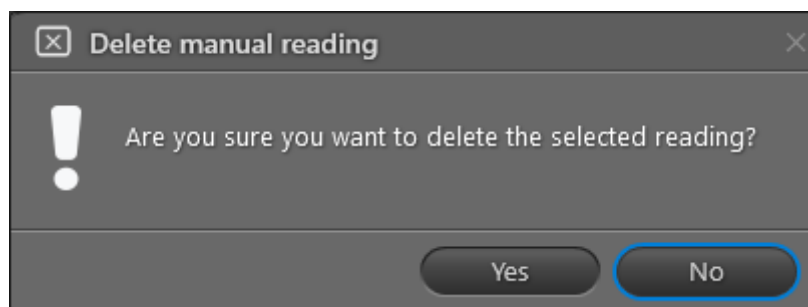 Delete manual reading
Are you sure you want to delete the selected reading?
Yes No